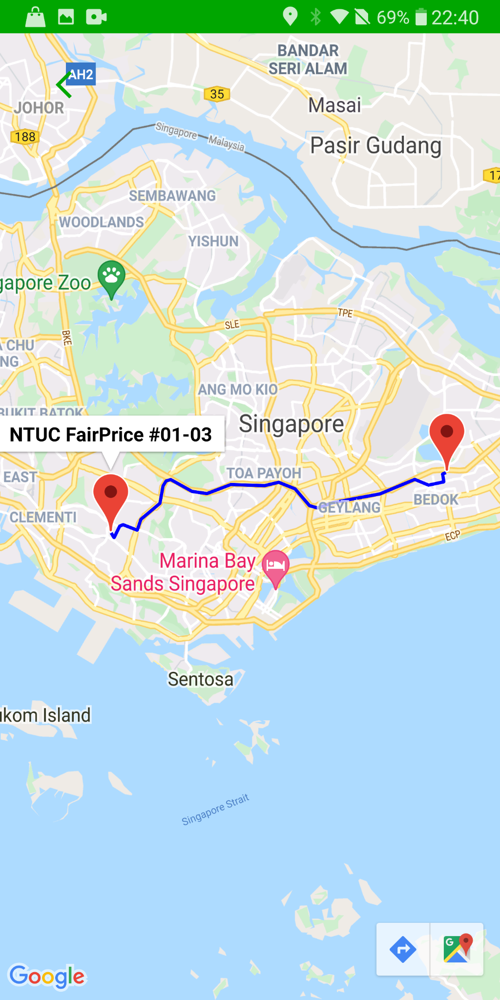 69% 22:40
BANDAR
SERI ALAM
AH2
35
Masai
JOHOR
188
Singapore
Malaysia
Pasir Gudang
17
SEMBAWANG
WOODLANDS
YISHUN
gapore Zoo
TPE
SLE
BKE
A CHU
NG
ANG MO KIO
BUKIT BATOK
Singapore
NTUC FairPrice #01-03
EAST
TOA PAYOH
BEDOK
GEYLANG
CLEMENTI
ECP
Marina Bay
Sands Singapore
Sentosa
ukom Island
Singapore Strait
G
Google